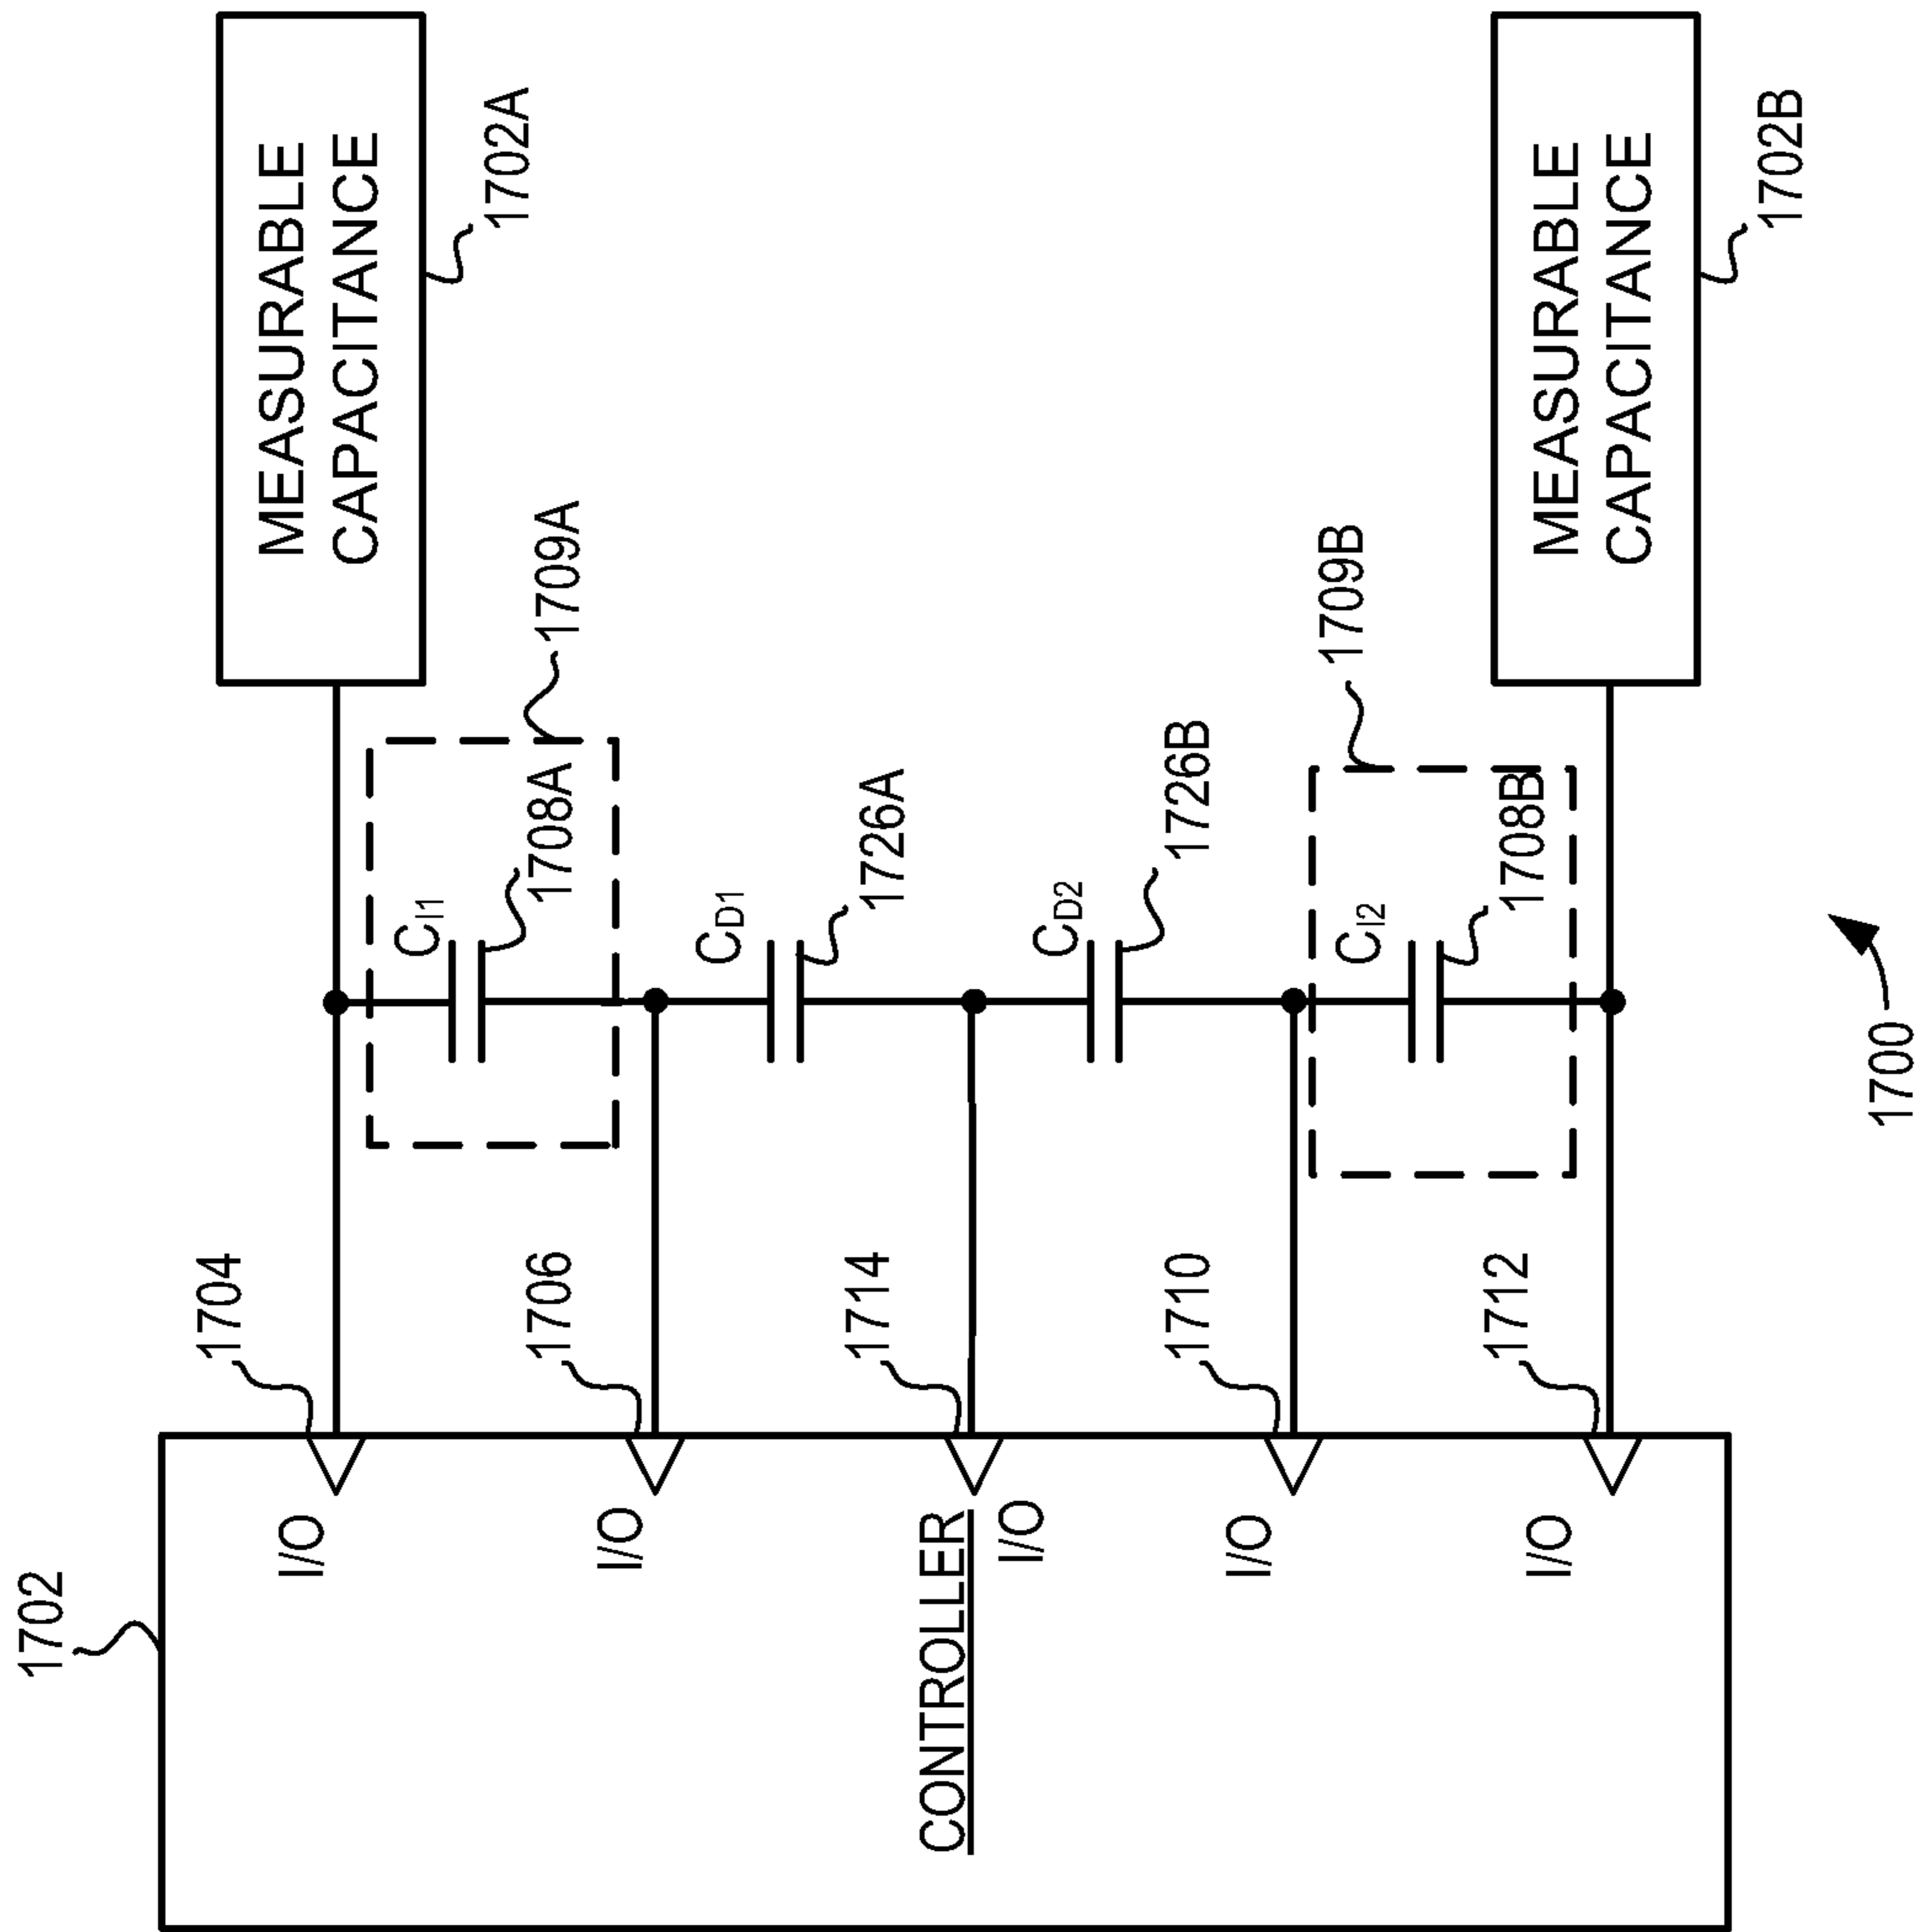 MEASURABLE
CAPACITANCE
1702A
MEASURABLE
CAPACITANCE
1702B
1709A
1709B
CI1
1708A
CD1
1726A
CD2
1726B
CI2
1708B
1704
1706
1714
1710
1712
1700
1702
I/O
I/O
CONTROLLER
I/O
I/O
I/O